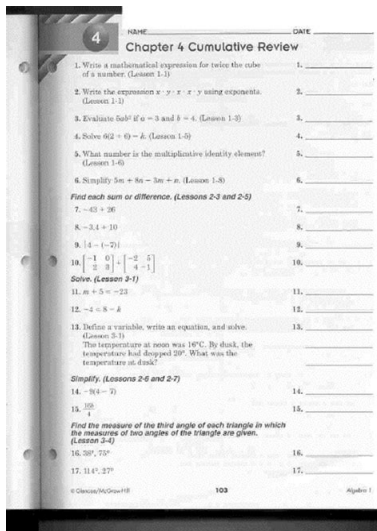 4
NAME DATE
Chapter 4 Cumulative Review
1. Write a mathematical expression for twice the cube 1.
of a number. (Lesson 1-1)
2. Write the expression x · y · x · x · y using exponents. 2.
(Lesson 1-1)
3. Evaluate 5ab² if a = 3 and b = 4. (Lesson 1-3) 3.
4. Solve 6(2 + 6) = k. (Lesson 1-5) 4.
5. What number is the multiplicative identity element? 5.
(Lesson 1-6)
6. Simplify 5m + 8n - 3m + n. (Lesson 1-8) 6.
Find each sum or difference. (Lessons 2-3 and 2-5)
7. -43 + 26 7.
8. -3.4 + 10 8.
9. |4 - (-7)| 9.
10. [-1 0] + [-2 5] 10.
[2 3] [4 -1]
Solve. (Lesson 3-1)
11. m + 5 = -23 11.
12. -4 = 8 - k 12.
13. Define a variable, write an equation, and solve. 13.
(Lesson 3-1)
The temperature at noon was 16°C. By dusk, the
temperature had dropped 20°. What was the
temperature at dusk?
Simplify. (Lessons 2-6 and 2-7)
14. -9(4 - 7) 14.
15. 15.
4
Find the measure of the third angle of each triangle in which
the measures of two angles of the triangle are given.
(Lesson 3-4)
16. 38°, 75° 16.
17. 114°, 27° 17.
© Glencoe/McGraw-Hill 103 Algebra 1